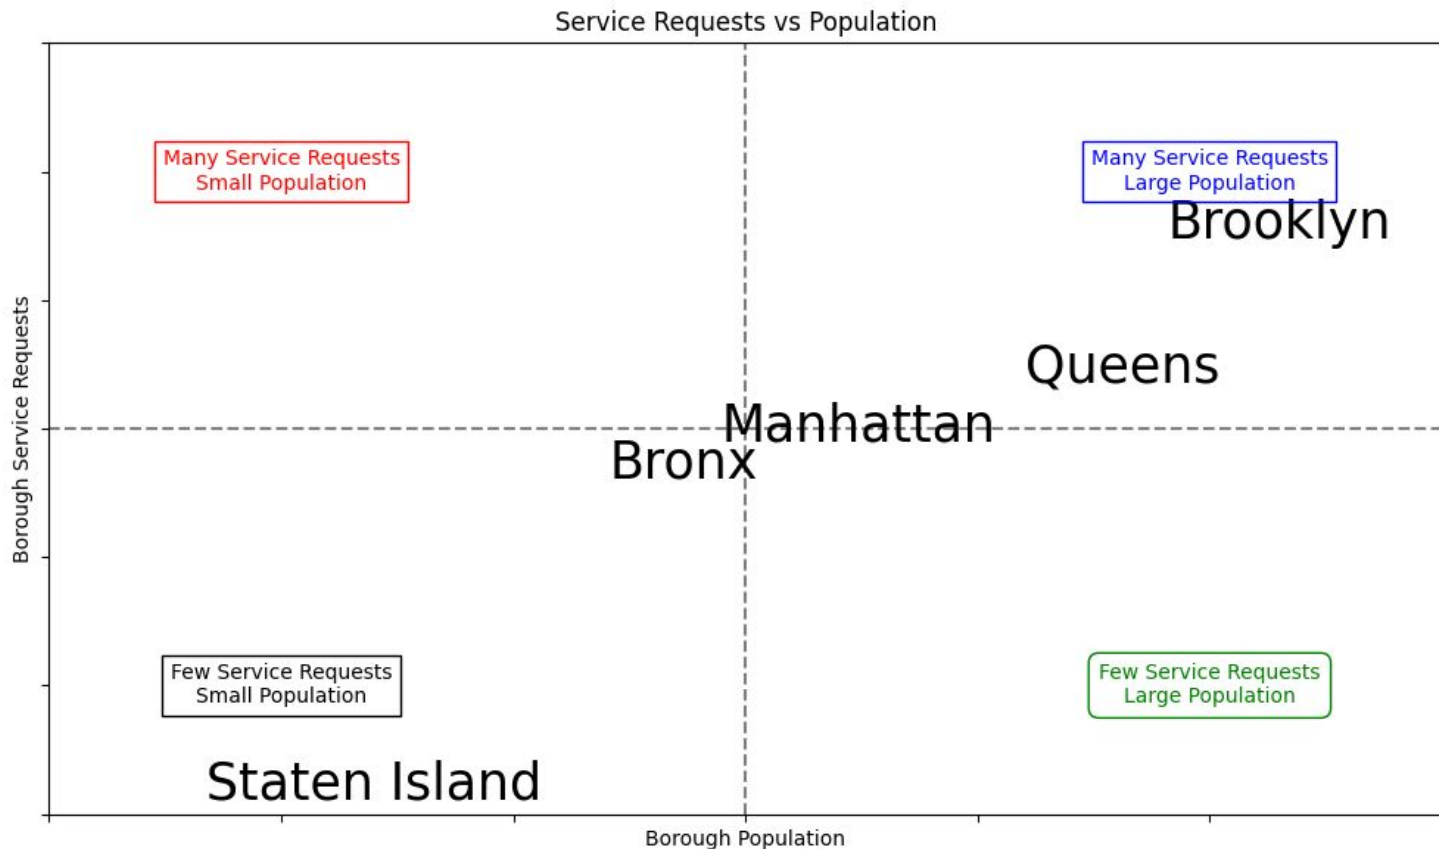 Service Requests vs Population
Many Service Requests
Small Population
Many Service Requests
Large Population
Brooklyn
Queens
Manhattan
Bronx
Borough Service Requests
Few Service Requests
Small Population
Few Service Requests
Large Population
Staten Island
Borough Population